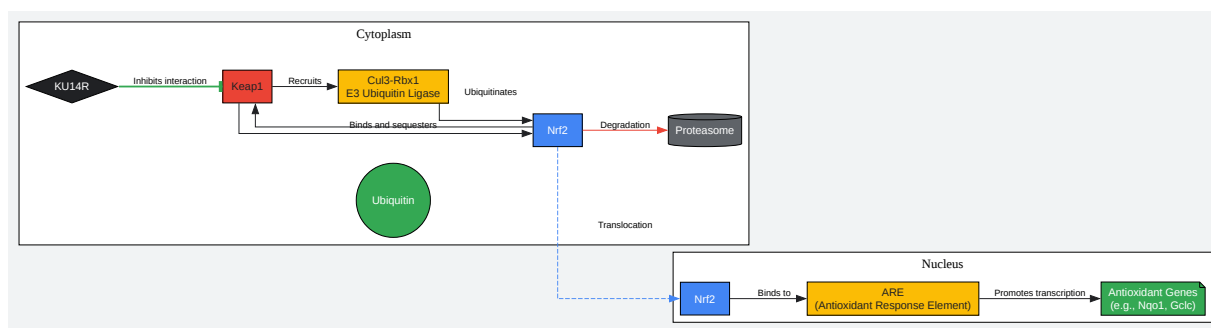 Cytoplasm
KU14R
Inhibits interaction
Keap1
Recruits
Cul3-Rbx1
E3 Ubiquitin Ligase
Ubiquitinates
Binds and sequesters
Nrf2
Degradation
Proteasome
Ubiquitin
Translocation
Nucleus
Nrf2
Binds to
ARE
(Antioxidant Response Element)
Promotes transcription
Antioxidant Genes
(e.g., Nqo1, Gclc)